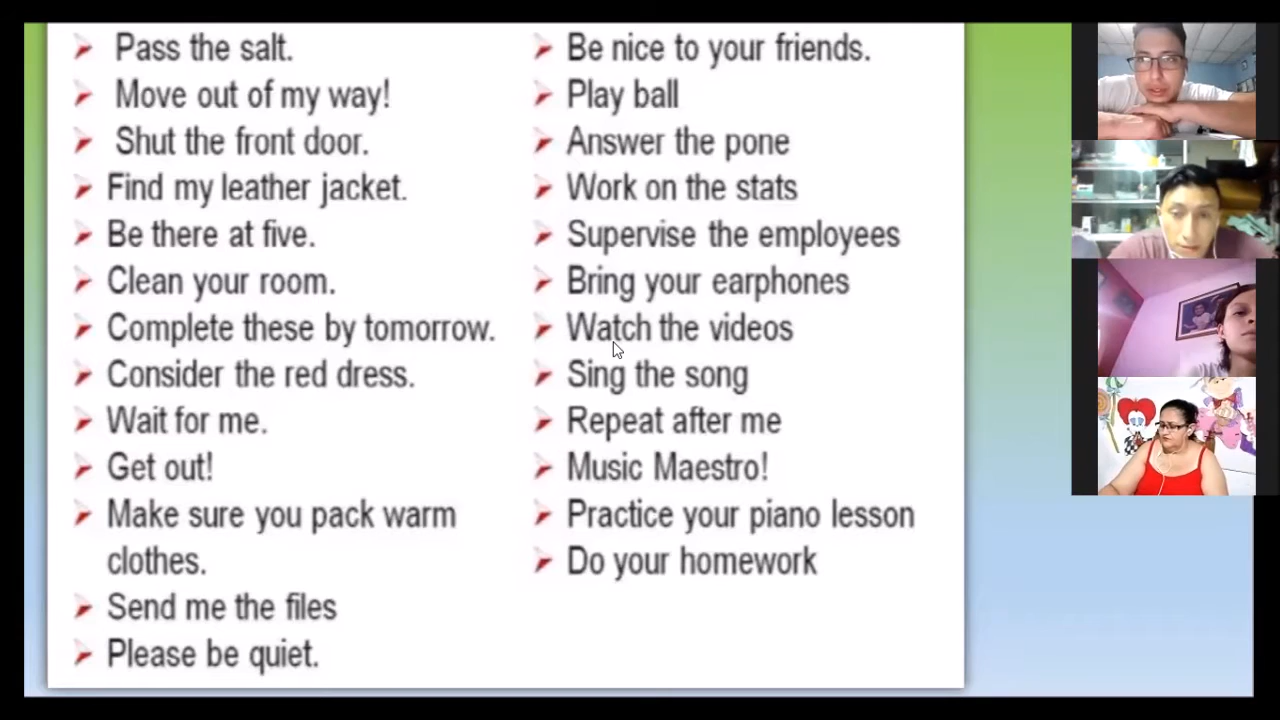 Pass the salt.
Move out of my way!
Shut the front door.
Find my leather jacket.
Be there at five.
Clean your room.
Complete these by tomorrow.
Consider the red dress.
Wait for me.
Get out!
Make sure you pack warm
clothes.
Send me the files
Please be quiet.
Be nice to your friends.
Play ball
Answer the pone
Work on the stats
Supervise the employees
Bring your earphones
Watch the videos
Sing the song
Repeat after me
Music Maestro!
Practice your piano lesson
Do your homework